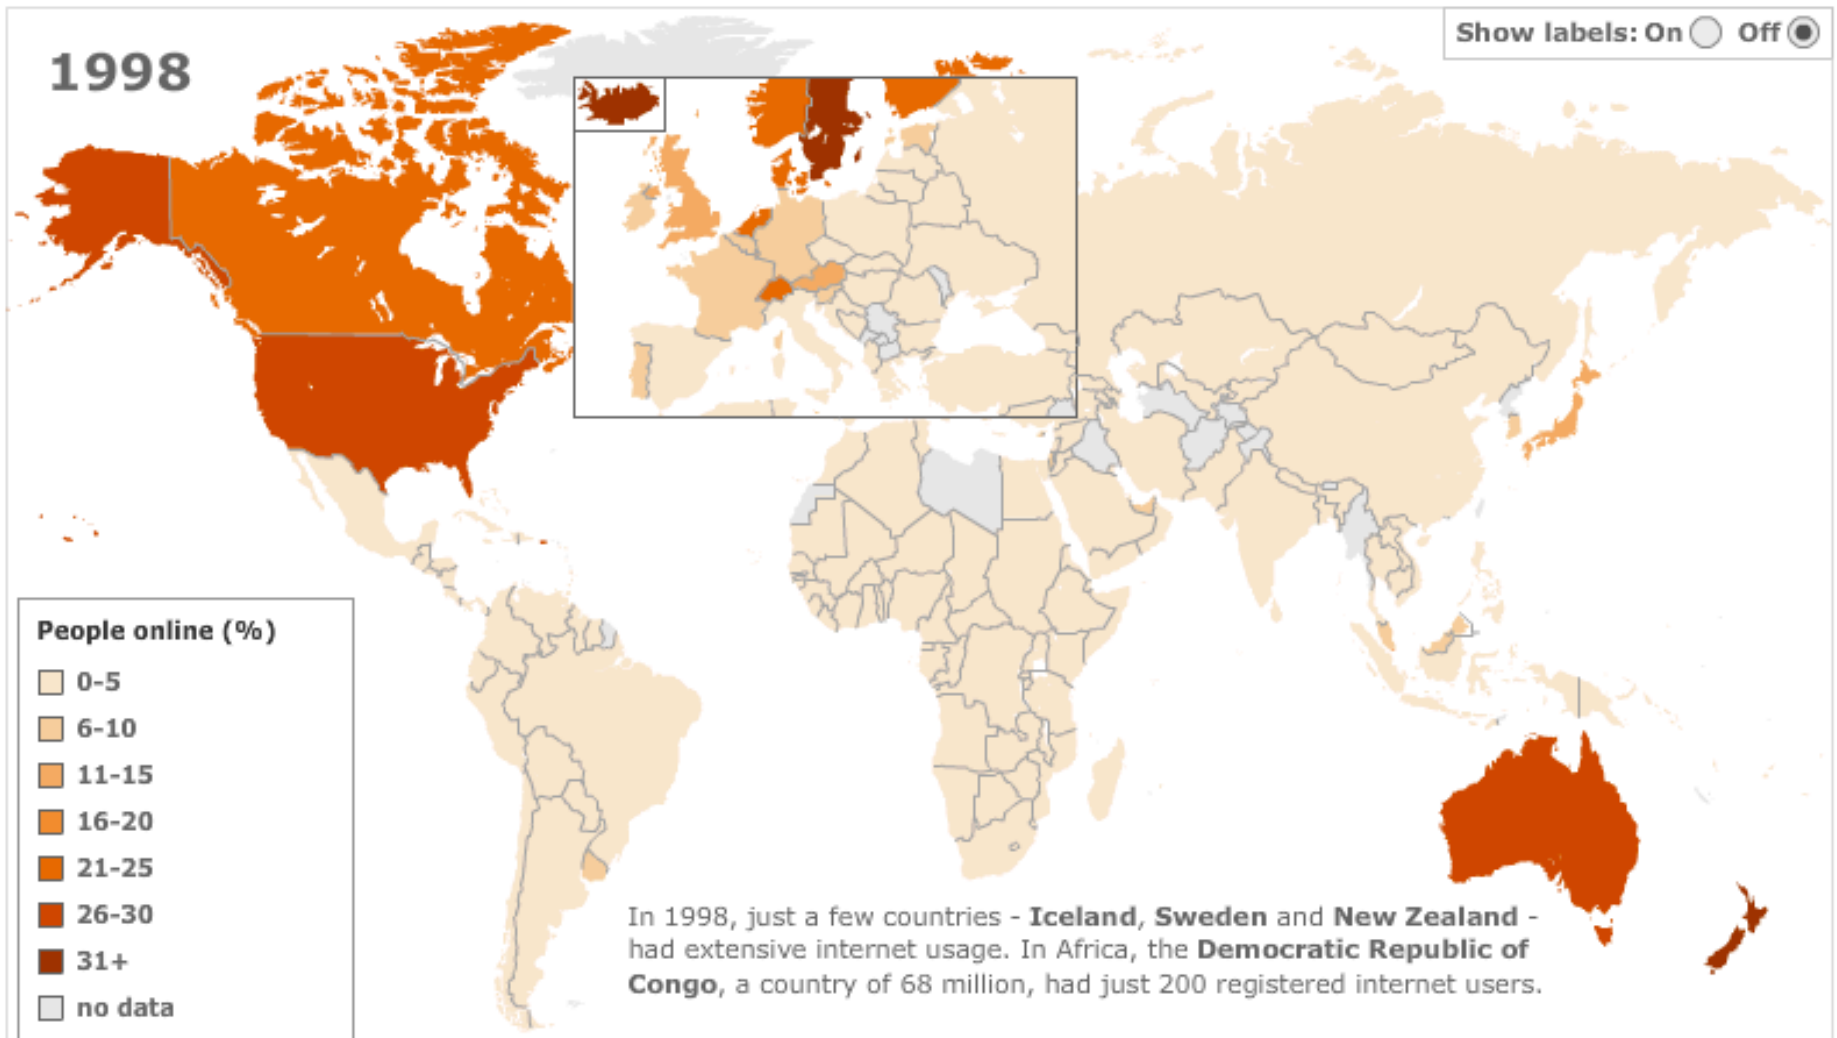 Show labels: On Off
1998
People online (%)
0-5
6-10
11-15
16-20
21-25
26-30
31+
no data
In 1998, just a few countries - Iceland, Sweden and New Zealand -
had extensive internet usage. In Africa, the Democratic Republic of
Congo, a country of 68 million, had just 200 registered internet users.